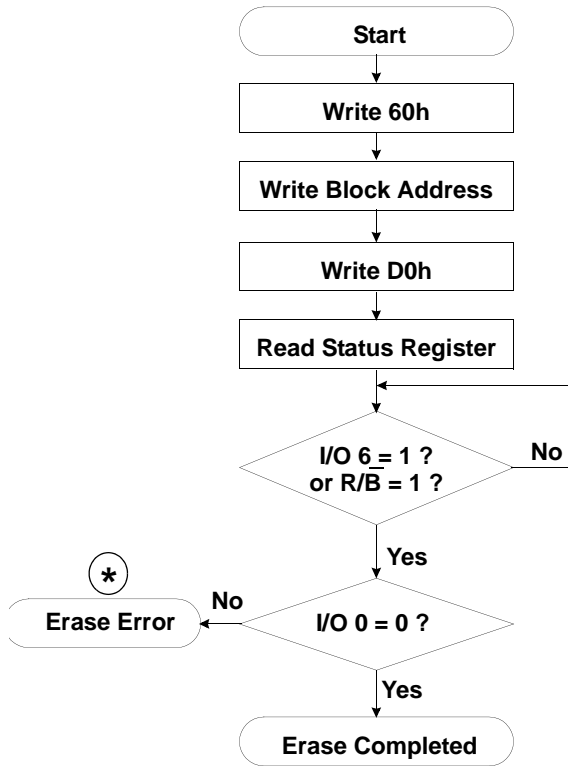 Start
Write 60h
Write Block Address
Write D0h
Read Status Register
I/O 6 = 1 ?
or R/B̅ = 1 ?
No
Yes
*
No
Erase Error
I/O 0 = 0 ?
Yes
Erase Completed